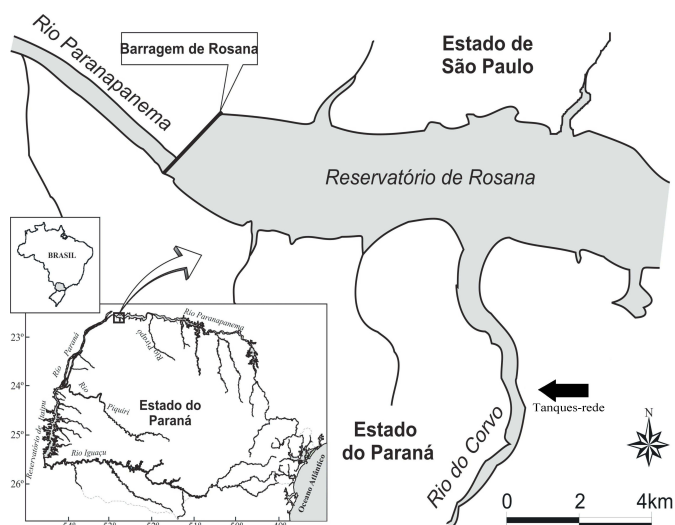 Rio Paranapanema
Barragem de Rosana
Estado de
São Paulo
Reservatório de Rosana
BRASIL
Rio Paranapanema
Rio Paraná
Rio Pirapó
23°
24°
25°
26°
Rio
Piquiri
Estado do
Paraná
Reservatório de Itaipu
Rio Iguaçu
Oceano Atlântico
Estado
do Paraná
Rio do Corvo
Tanques-rede
N
0 2 4km